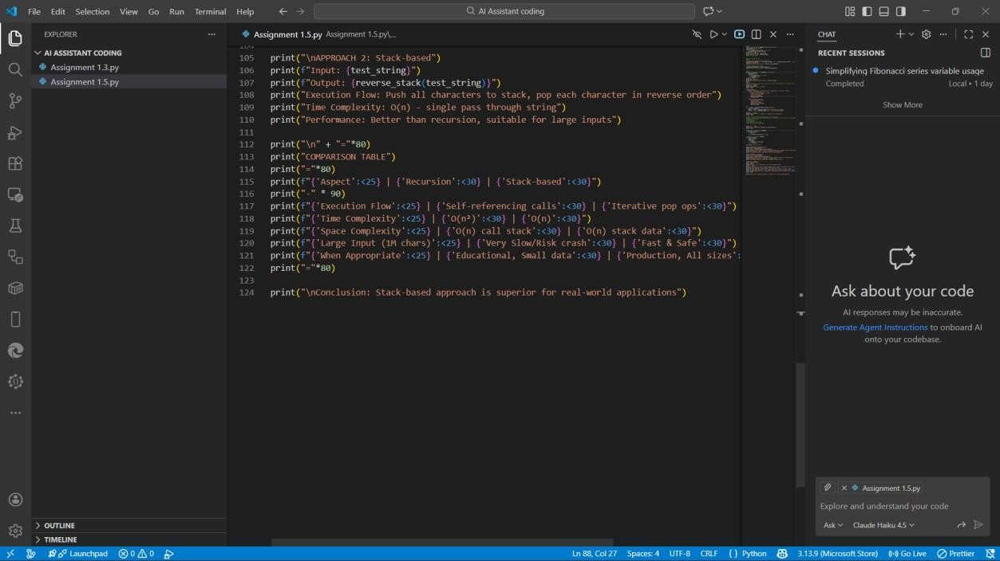 File Edit Selection View Go Run Terminal Help
AI Assistant coding
EXPLORER
AI ASSISTANT CODING
Assignment 1.3.py
Assignment 1.5.py
Assignment 1.5.py Assignment 1.5.py\...
105 print("\nAPPROACH 2: Stack-based")
106 print(f"Input: {test_string}")
107 print(f"Output: {reverse_stack(test_string)}")
108 print("Execution Flow: Push all characters to stack, pop each character in reverse order")
109 print("Time Complexity: O(n) - single pass through string")
110 print("Performance: Better than recursion, suitable for large inputs")
111
112 print("\n" + "="*80)
113 print("COMPARISON TABLE")
114 print("="*80)
115 print(f"{'Aspect':<25} | {'Recursion':<30} | {'Stack-based':<30}")
116 print("-" * 90)
117 print(f"{'Execution Flow':<25} | {'Self-referencing calls':<30} | {'Iterative pop ops':<30}")
118 print(f"{'Time Complexity':<25} | {'O(n²)':<30} | {'O(n)':<30}")
119 print(f"{'Space Complexity':<25} | {'O(n) call stack':<30} | {'O(n) stack data':<30}")
120 print(f"{'Large Input (1M chars)':<25} | {'Very Slow/Risk crash':<30} | {'Fast & Safe':<30}")
121 print(f"{'When Appropriate':<25} | {'Educational, Small data':<30} | {'Production, All sizes':
122 print("="*80)
123
124 print("\nConclusion: Stack-based approach is superior for real-world applications")
CHAT
RECENT SESSIONS
Simplifying Fibonacci series variable usage
Completed Local • 1 day
Show More
Ask about your code
AI responses may be inaccurate.
Generate Agent Instructions to onboard AI
onto your codebase.
Assignment 1.5.py
Explore and understand your code
Ask Claude Haiku 4.5
OUTLINE
TIMELINE
Launchpad 0 0 Ln 88, Col 27 Spaces: 4 UTF-8 CRLF { } Python 3.13.9 (Microsoft Store) Go Live Prettier